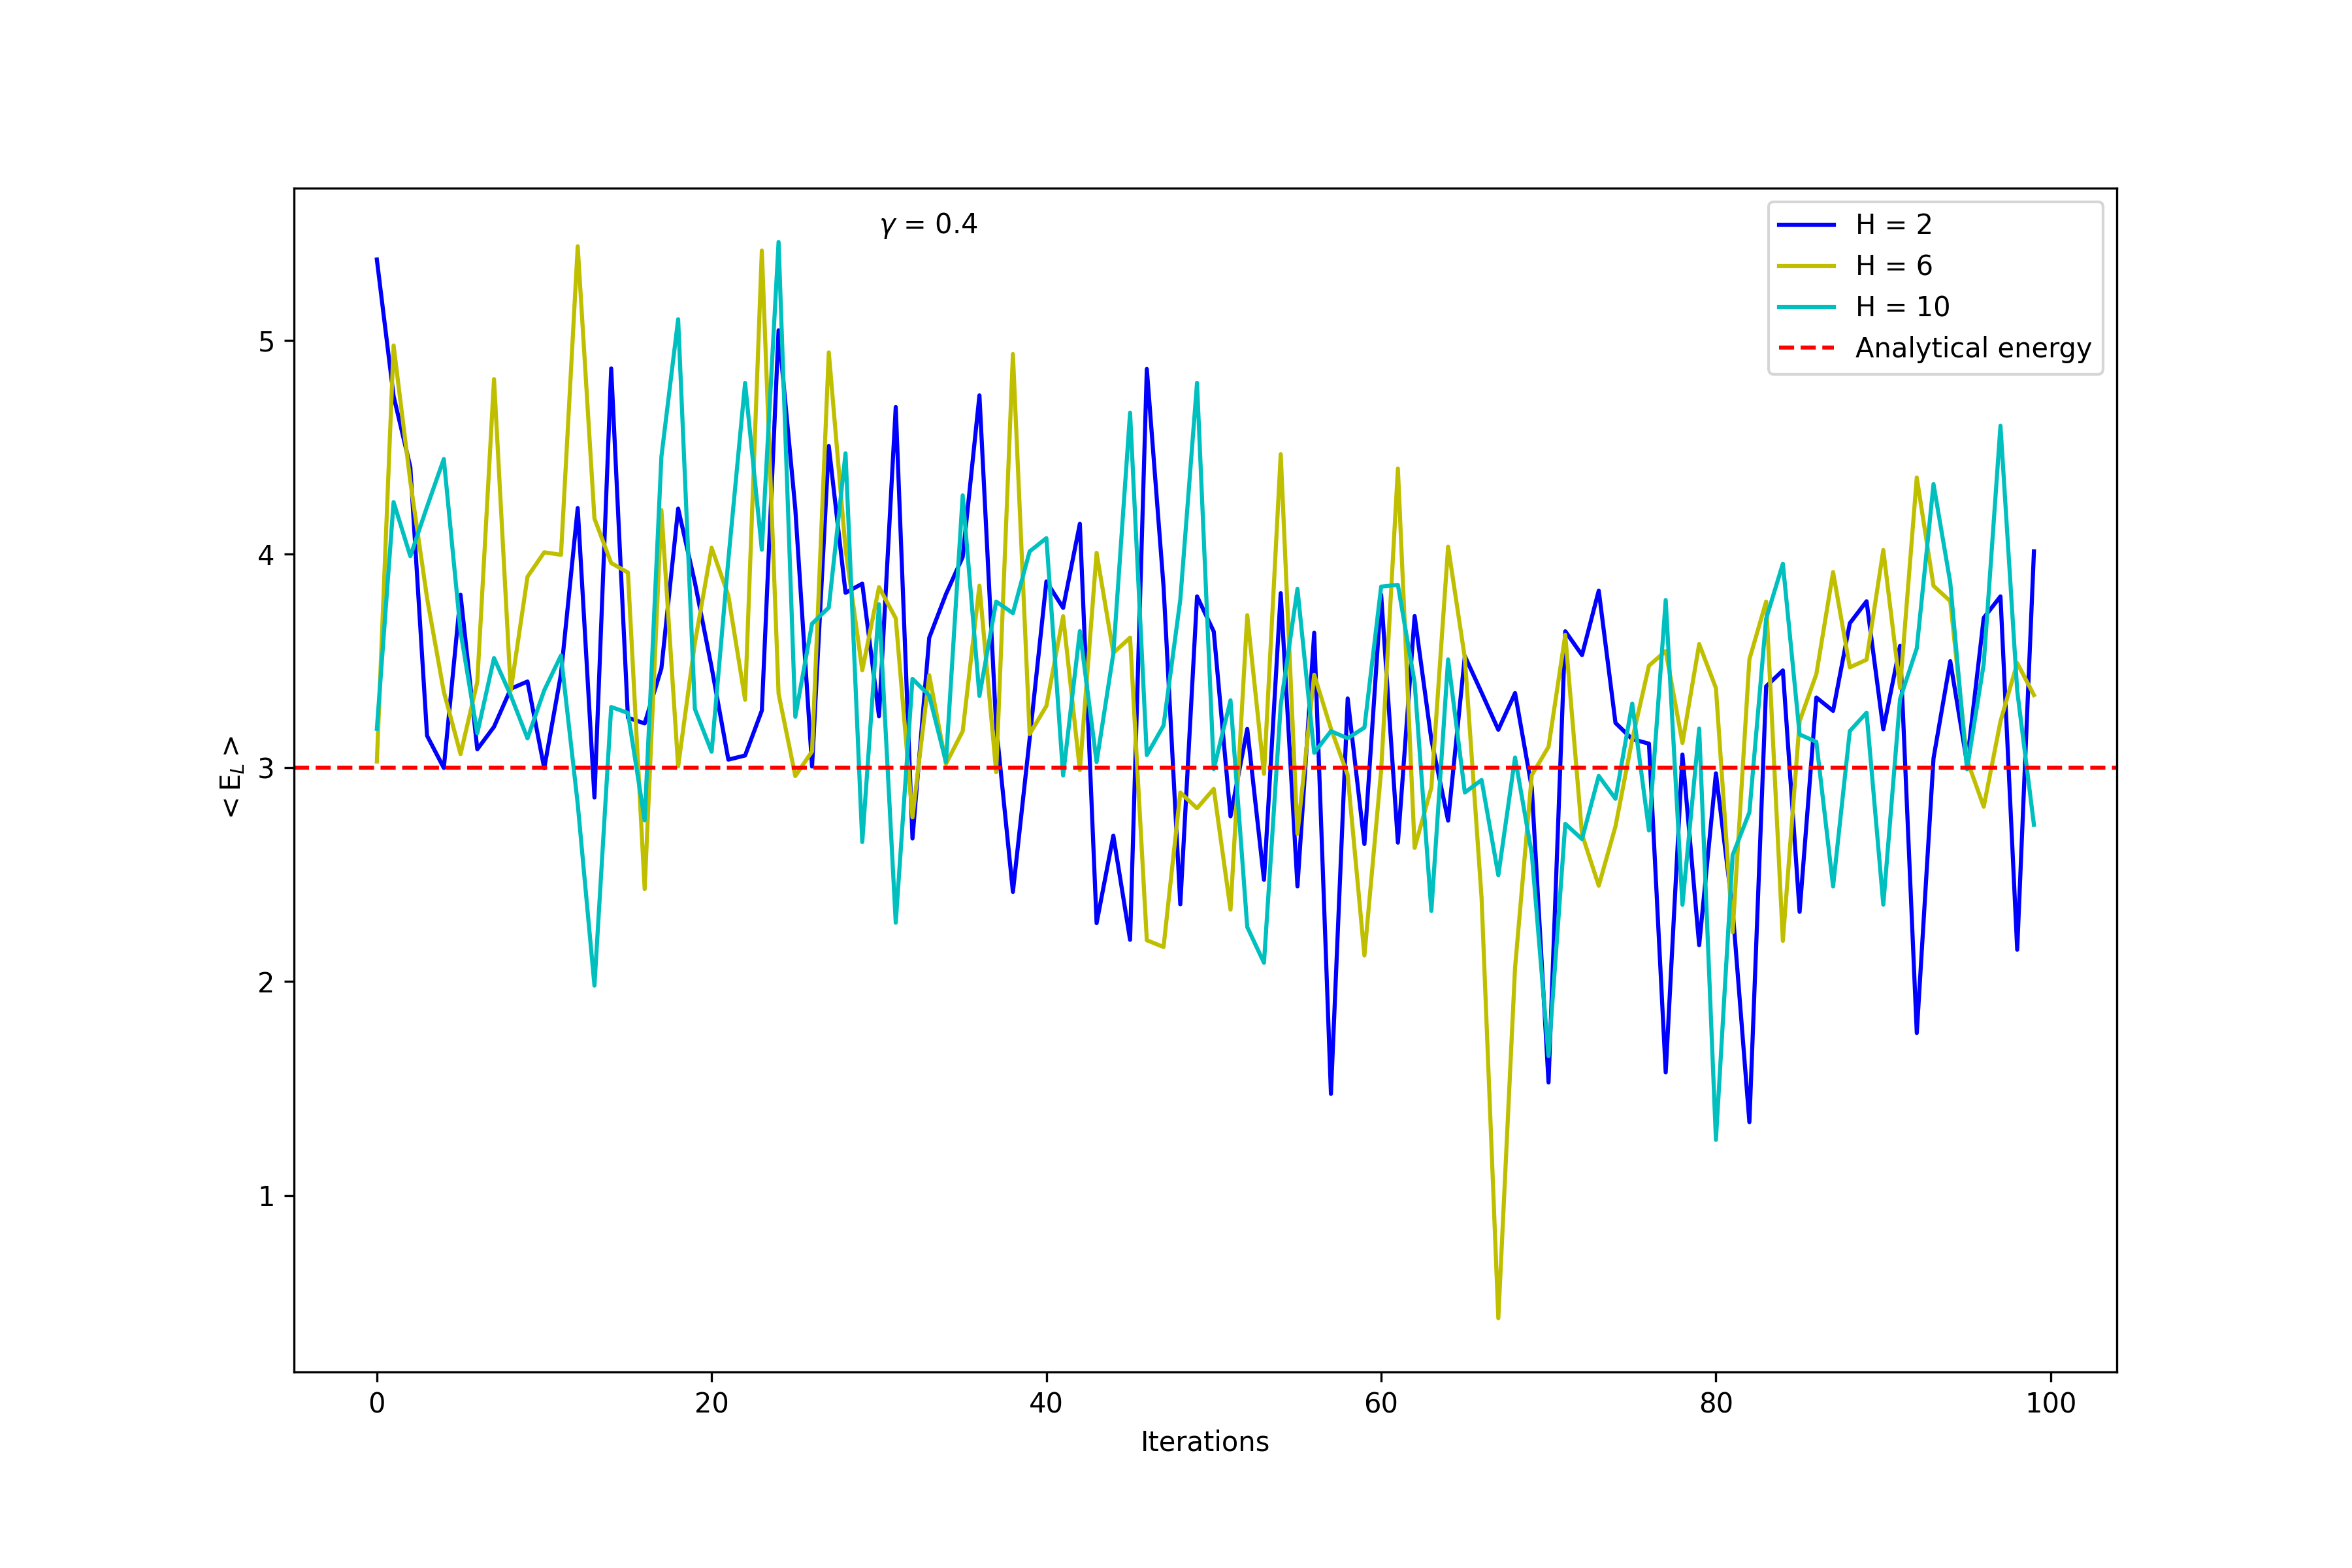 γ = 0.4
H = 2
H = 6
H = 10
Analytical energy
5
4
3
2
1
<E_L>
0 20 40 60 80 100
Iterations